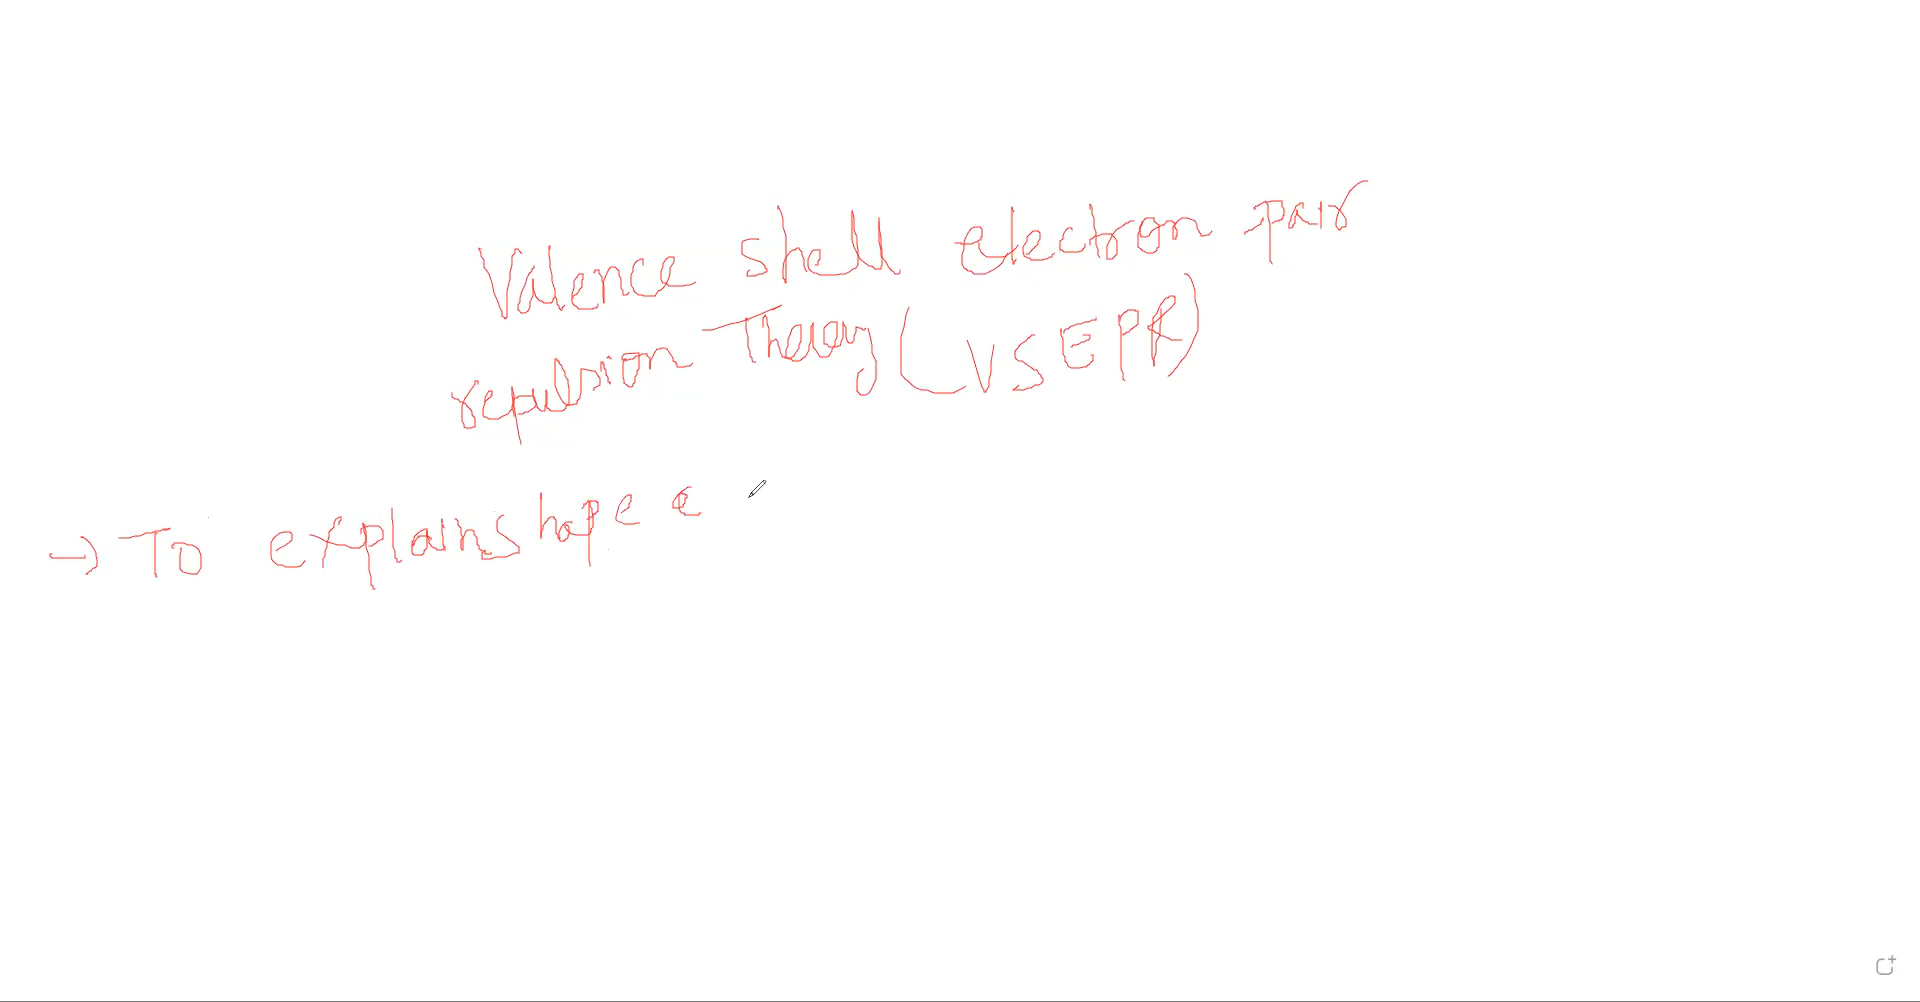 Valence shell electron pair
repulsion Theory (VSEPR)
→ To explain shape e